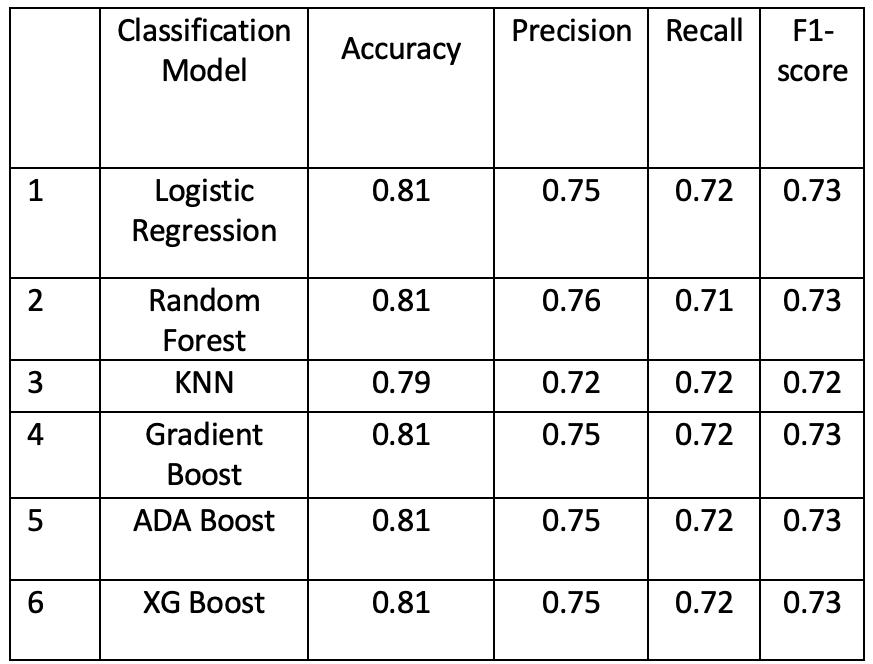 Classification Model Accuracy Precision Recall F1-score
1 Logistic Regression 0.81 0.75 0.72 0.73
2 Random Forest 0.81 0.76 0.71 0.73
3 KNN 0.79 0.72 0.72 0.72
4 Gradient Boost 0.81 0.75 0.72 0.73
5 ADA Boost 0.81 0.75 0.72 0.73
6 XG Boost 0.81 0.75 0.72 0.73